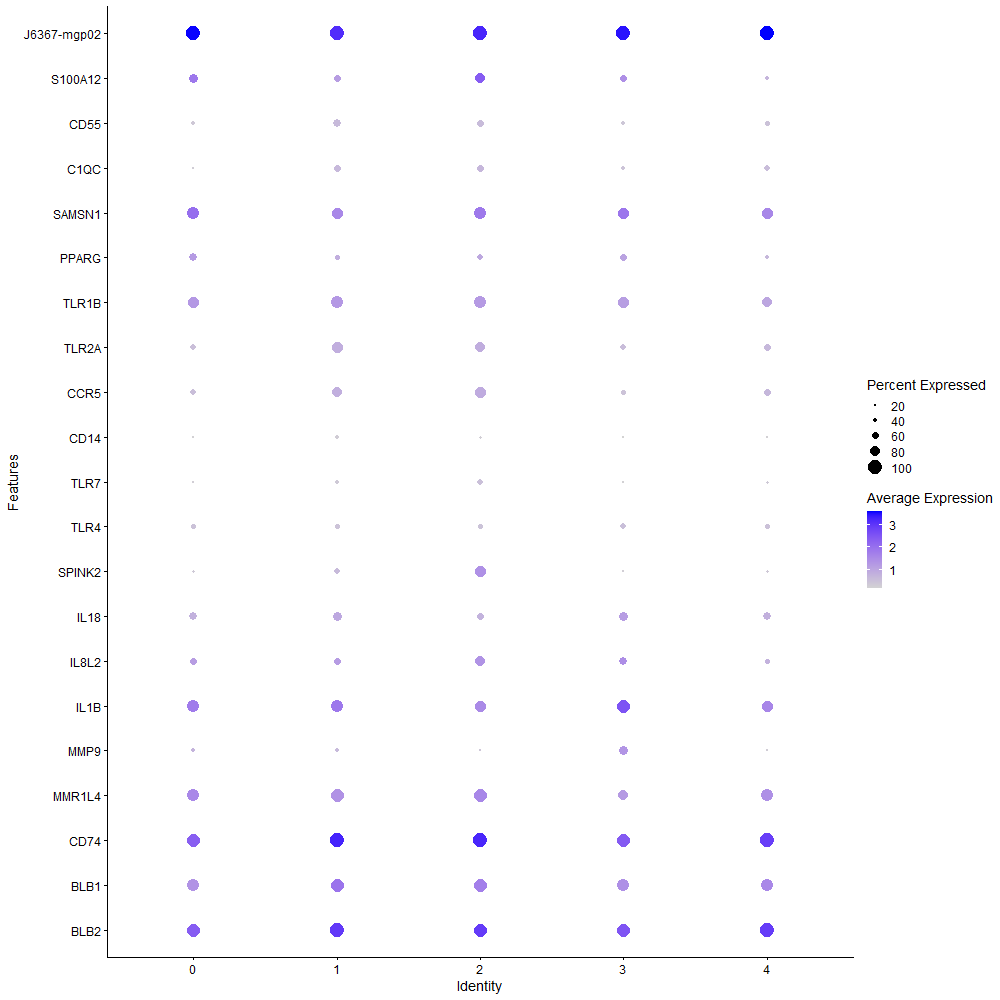 J6367-mgp02
S100A12
CD55
C1QC
SAMSN1
PPARG
TLR1B
TLR2A
CCR5
CD14
TLR7
TLR4
SPINK2
IL18
IL8L2
IL1B
MMP9
MMR1L4
CD74
BLB1
BLB2
Features
0 1 2 3 4
Identity
Percent Expressed
20
40
60
80
100
Average Expression
3
2
1